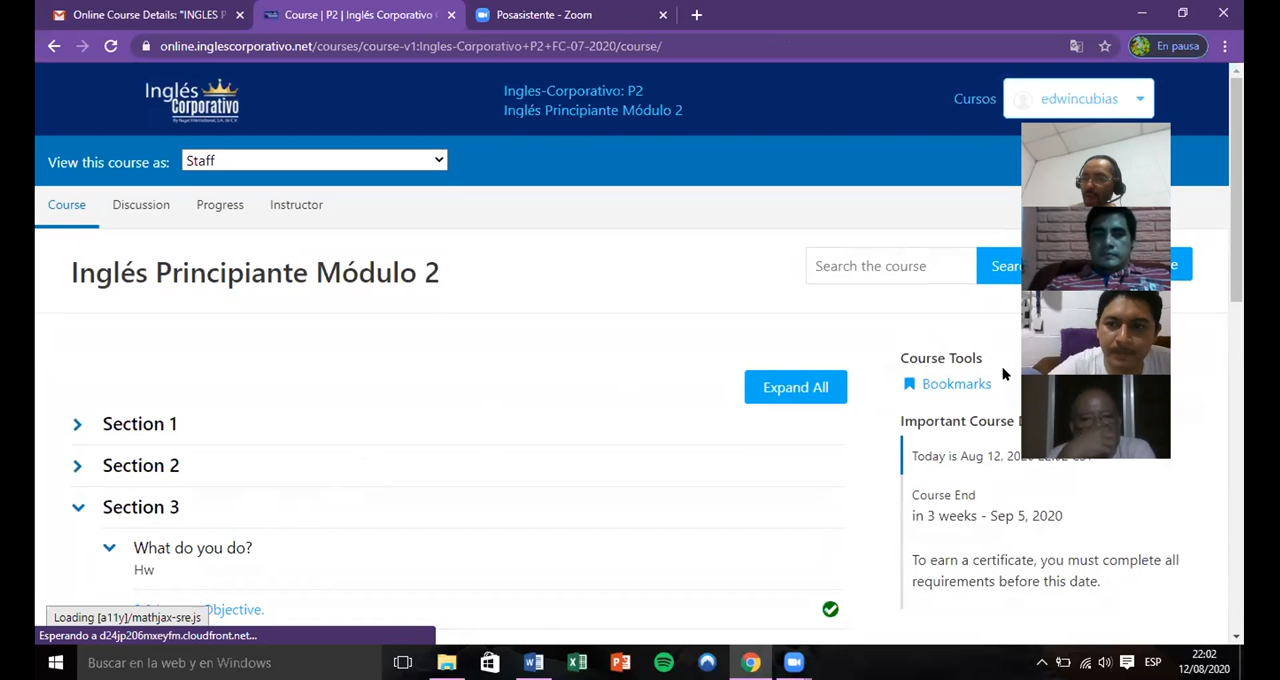 Online Course Details: "INGLES P
Course | P2 | Inglés Corporativo
Posasistente - Zoom
online.inglescorporativo.net/courses/course-v1:Ingles-Corporativo+P2+FC-07-2020/course/
En pausa
Inglés
Corporativo
Ingles-Corporativo: P2
Inglés Principiante Módulo 2
Cursos
edwincubias
View this course as:
Staff
Course
Discussion
Progress
Instructor
Inglés Principiante Módulo 2
Search the course
Sear
e
Expand All
Course Tools
Bookmarks
Section 1
Important Course
Today is Aug 12, 20
Section 2
Course End
in 3 weeks - Sep 5, 2020
Section 3
What do you do?
Hw
To earn a certificate, you must complete all
requirements before this date.
Objective.
Loading [a11y]/mathjax-sre.js
Esperando a d24jp206mxeyfm.cloudfront.net...
Buscar en la web y en Windows
ESP
22:02
12/08/2020